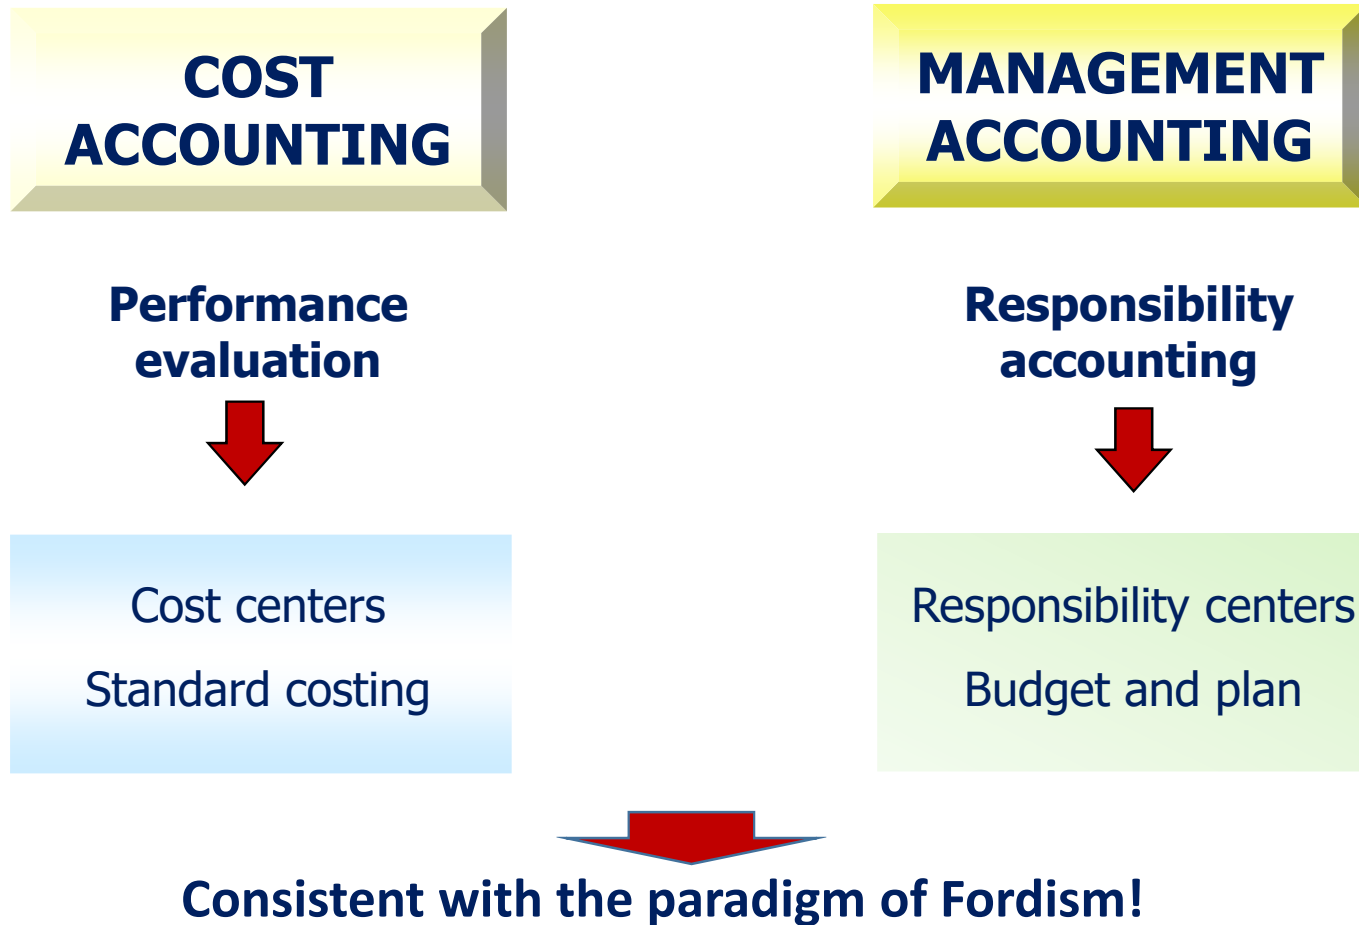 COST
ACCOUNTING
Performance
evaluation
Cost centers
Standard costing
MANAGEMENT
ACCOUNTING
Responsibility
accounting
Responsibility centers
Budget and plan
Consistent with the paradigm of Fordism!